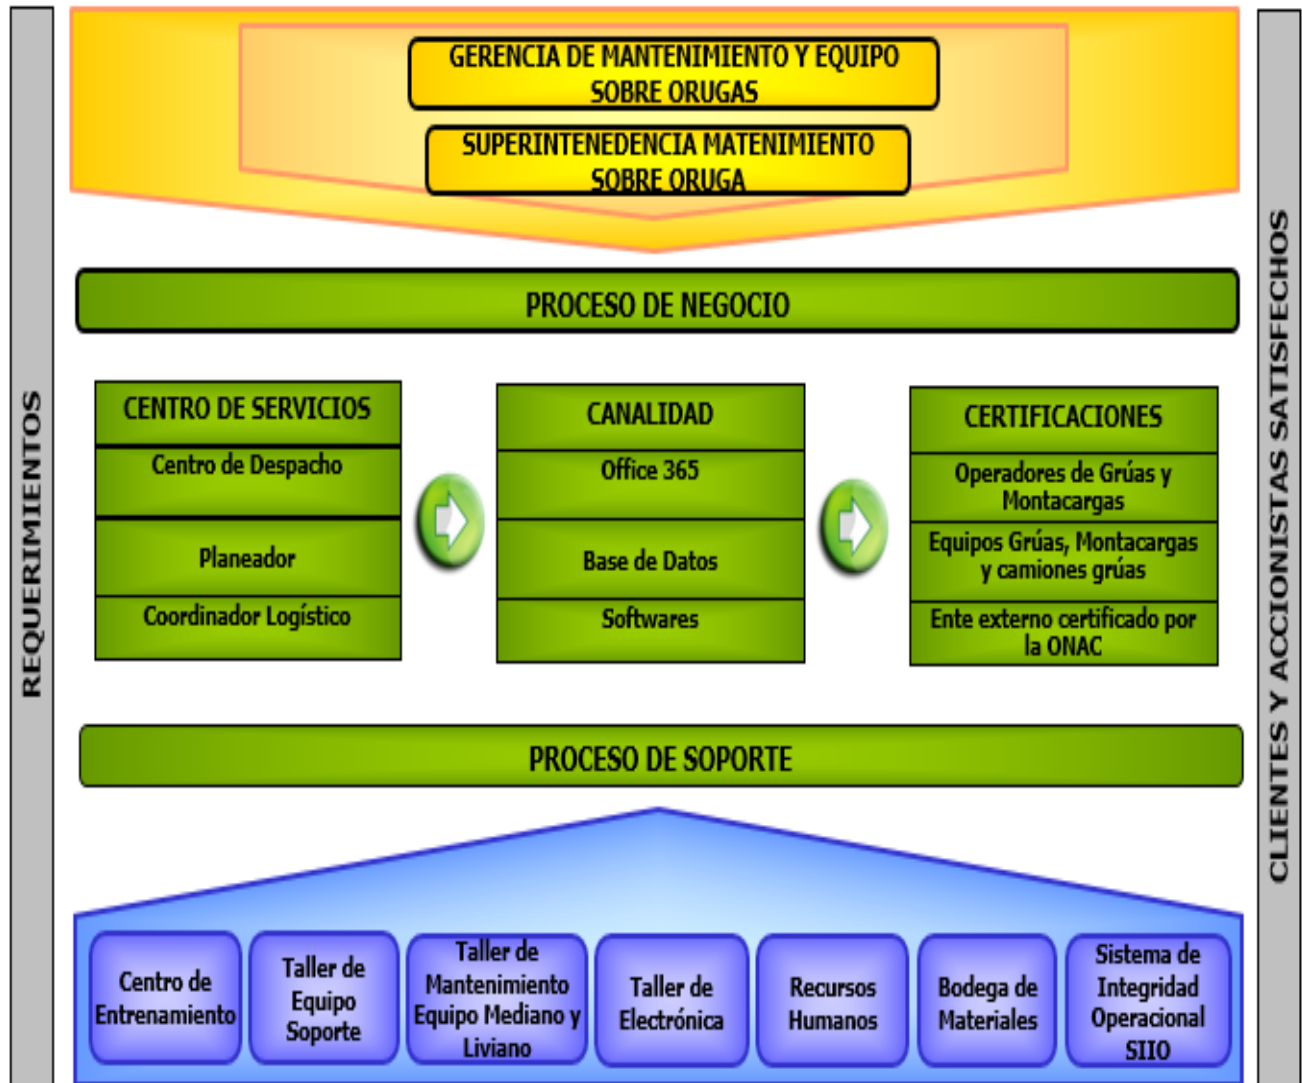 REQUERIMIENTOS
GERENCIA DE MANTENIMIENTO Y EQUIPO
SOBRE ORUGAS
SUPERINTENEDENCIA MATENIMIENTO
SOBRE ORUGA
PROCESO DE NEGOCIO
CENTRO DE SERVICIOS
Centro de Despacho
Planeador
Coordinador Logístico
CANALIDAD
Office 365
Base de Datos
Softwares
CERTIFICACIONES
Operadores de Grúas y
Montacargas
Equipos Grúas, Montacargas
y camiones grúas
Ente externo certificado por
la ONAC
PROCESO DE SOPORTE
Centro de
Entrenamiento
Taller de
Equipo
Soporte
Taller de
Mantenimiento
Equipo Mediano y
Liviano
Taller de
Electrónica
Recursos
Humanos
Bodega de
Materiales
Sistema de
Integridad
Operacional
SIIO
CLIENTES Y ACCIONISTAS SATISFECHOS